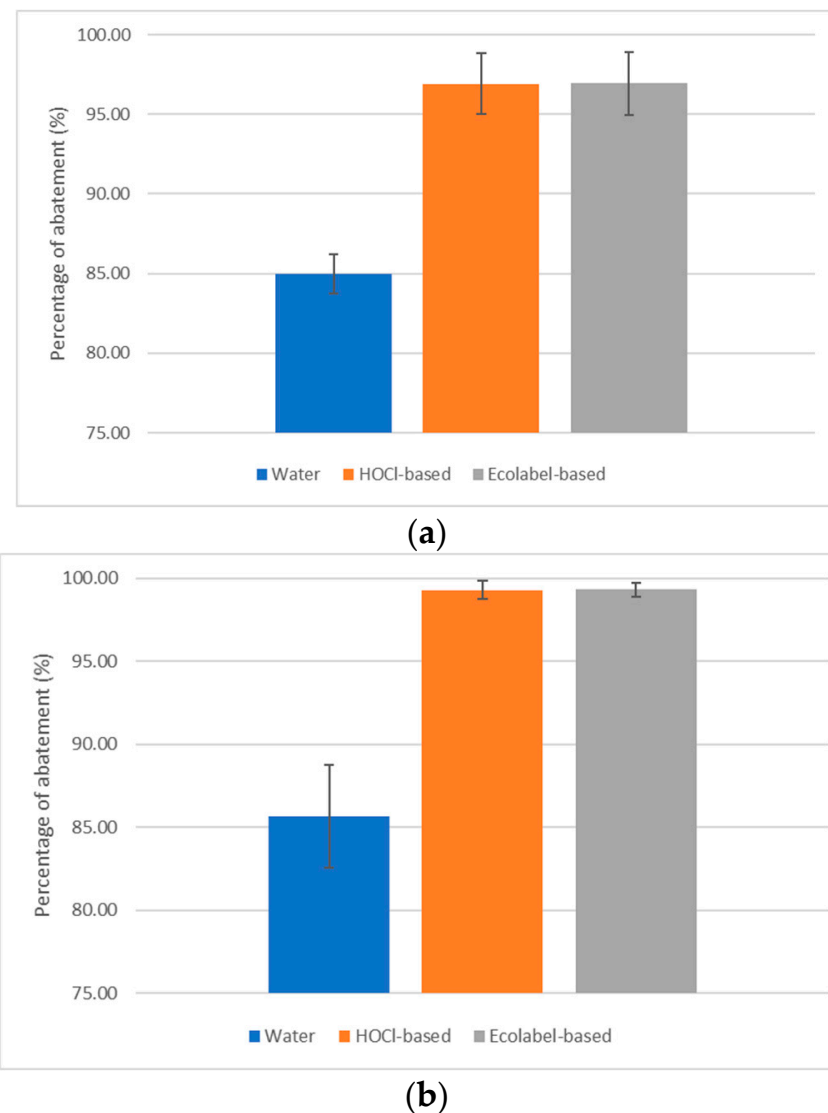 100.00
95.00
90.00
85.00
80.00
75.00
Percentage of abatement (%)
Water HOCl-based Ecolabel-based
(a)
100.00
95.00
90.00
85.00
80.00
75.00
Percentage of abatement (%)
Water HOCl-based Ecolabel-based
(b)